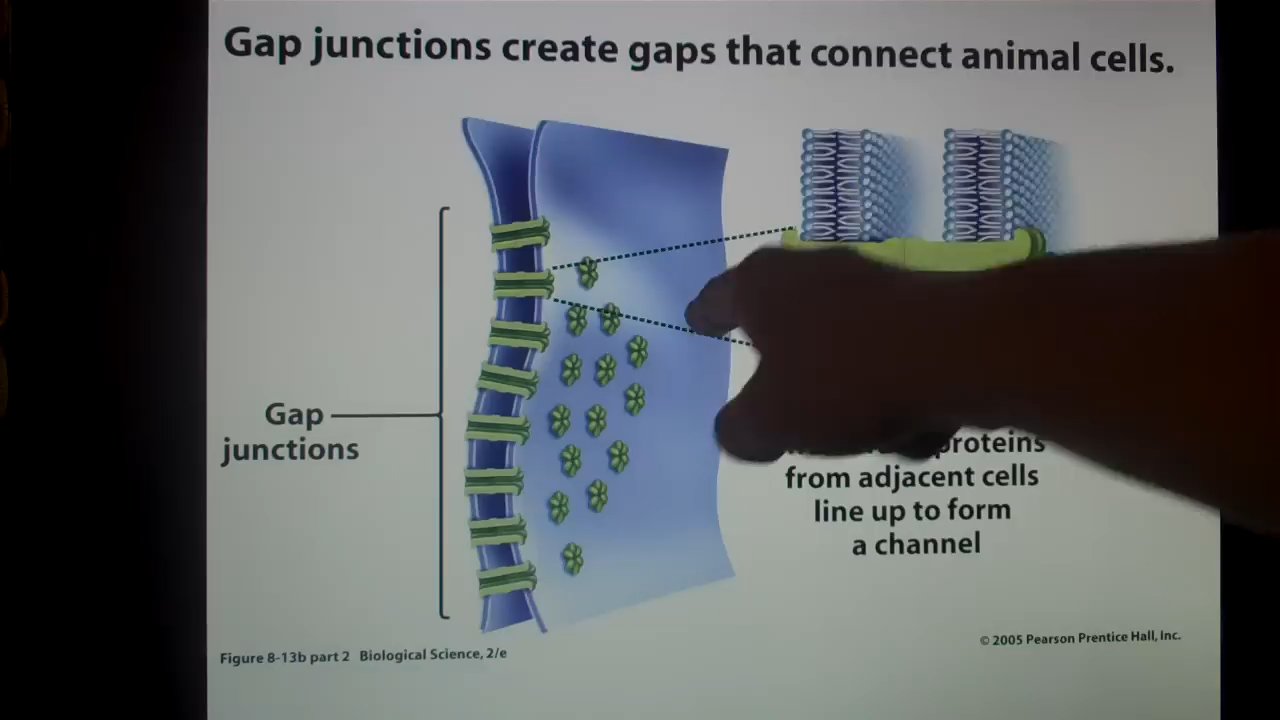 Gap junctions create gaps that connect animal cells.
Gap
junctions
proteins
from adjacent cells
line up to form
a channel
Figure 8-13b part 2 Biological Science, 2/e
© 2005 Pearson Prentice Hall, Inc.